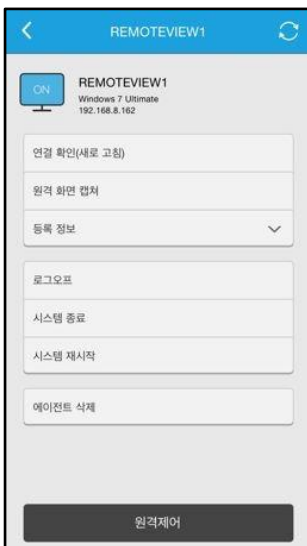 REMOTEVIEW1
ON
REMOTEVIEW1
Windows 7 Ultimate
192.168.8.162
연결 확인(새로 고침)
원격 화면 캡쳐
등록 정보
로그오프
시스템 종료
시스템 재시작
에이전트 삭제
원격제어